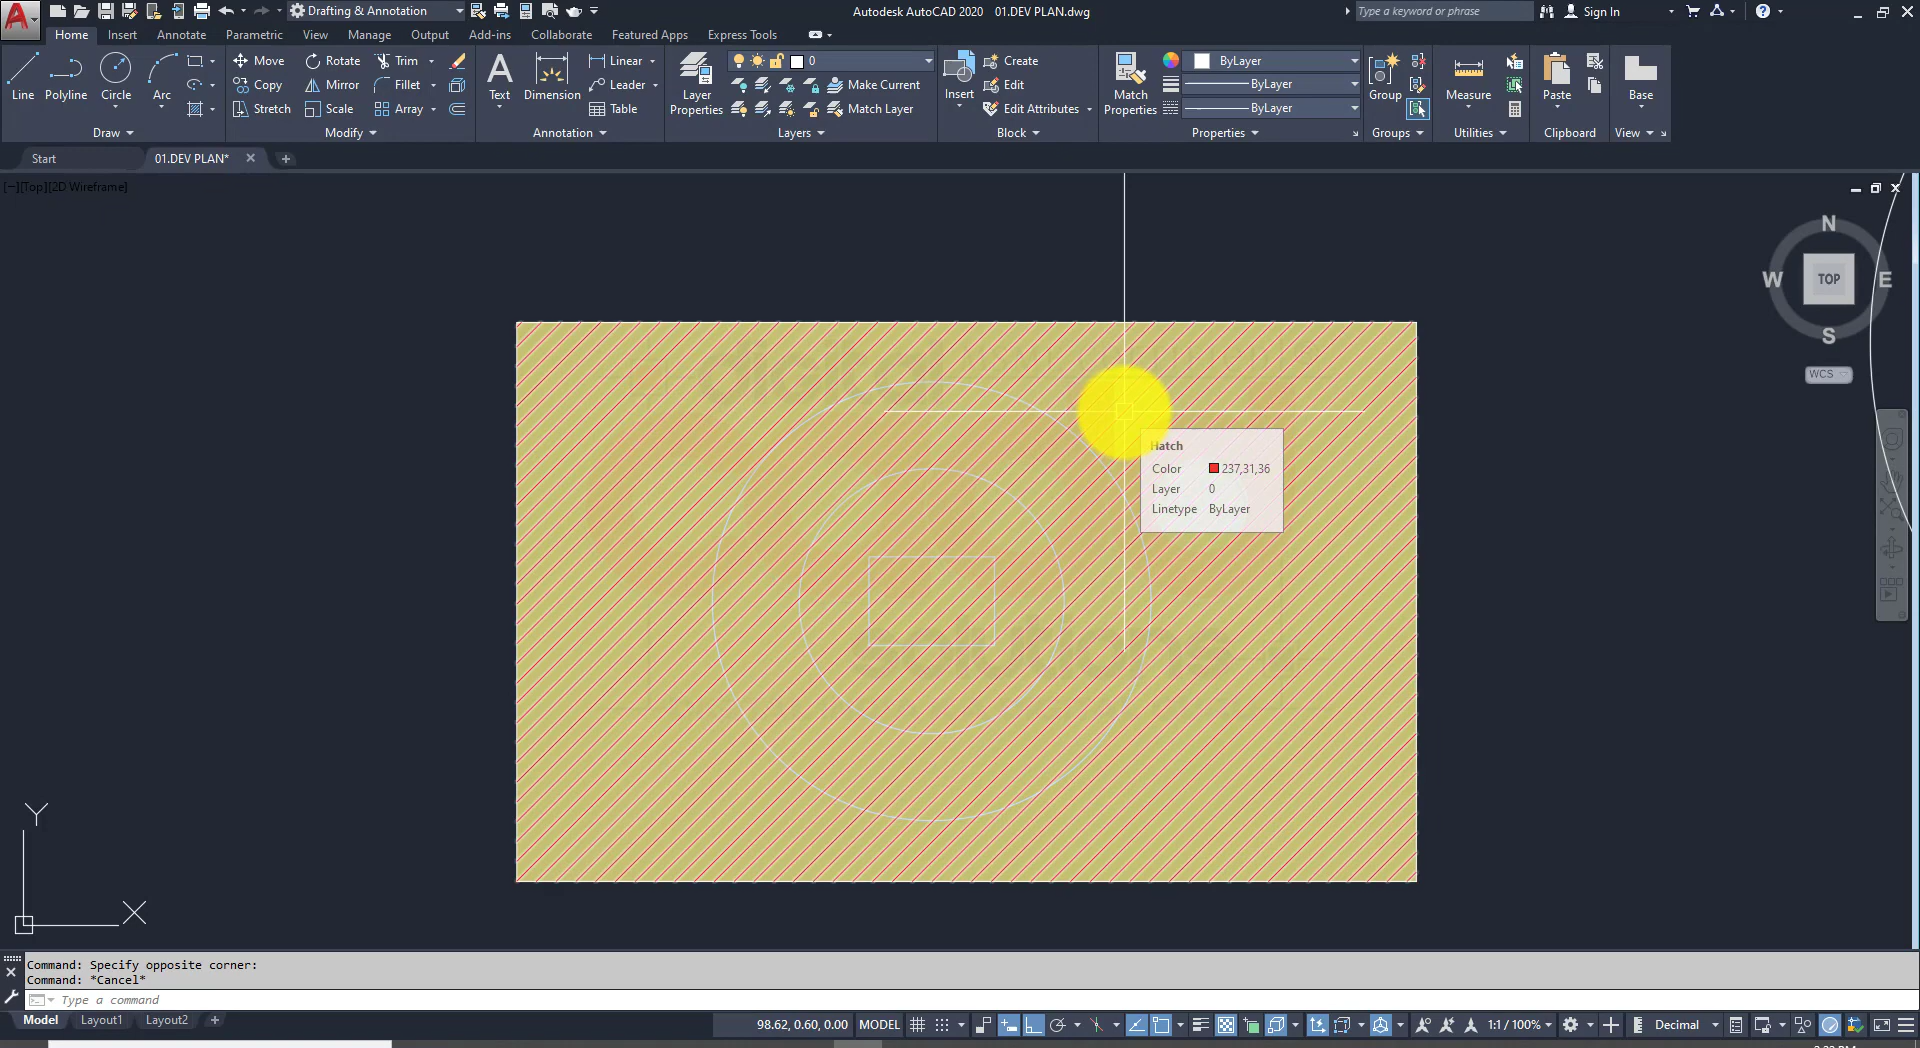 Drafting & Annotation
Autodesk AutoCAD 2020 01.DEV PLAN.dwg
Type a keyword or phrase
Sign In
Home Insert Annotate Parametric View Manage Output Add-ins Collaborate Featured Apps Express Tools
Line Polyline Circle Arc
Move Rotate Trim
Copy Mirror Fillet
Stretch Scale Array
Text Dimension
Linear
Leader
Table
Layer Properties
0
Make Current
Match Layer
Insert
Create
Edit
Edit Attributes
Match Properties
ByLayer
ByLayer
ByLayer
Group
Measure
Paste
Base
Draw Modify Annotation Layers Block Properties Groups Utilities Clipboard View
Start 01.DEV PLAN*
[−][Top][2D Wireframe]
N
W TOP E
S
WCS
Hatch
Color 237,31,36
Layer 0
Linetype ByLayer
Y
X
Command: Specify opposite corner:
Command: *Cancel*
Type a command
Model Layout1 Layout2
98.62, 0.60, 0.00 MODEL 1:1 / 100% Decimal